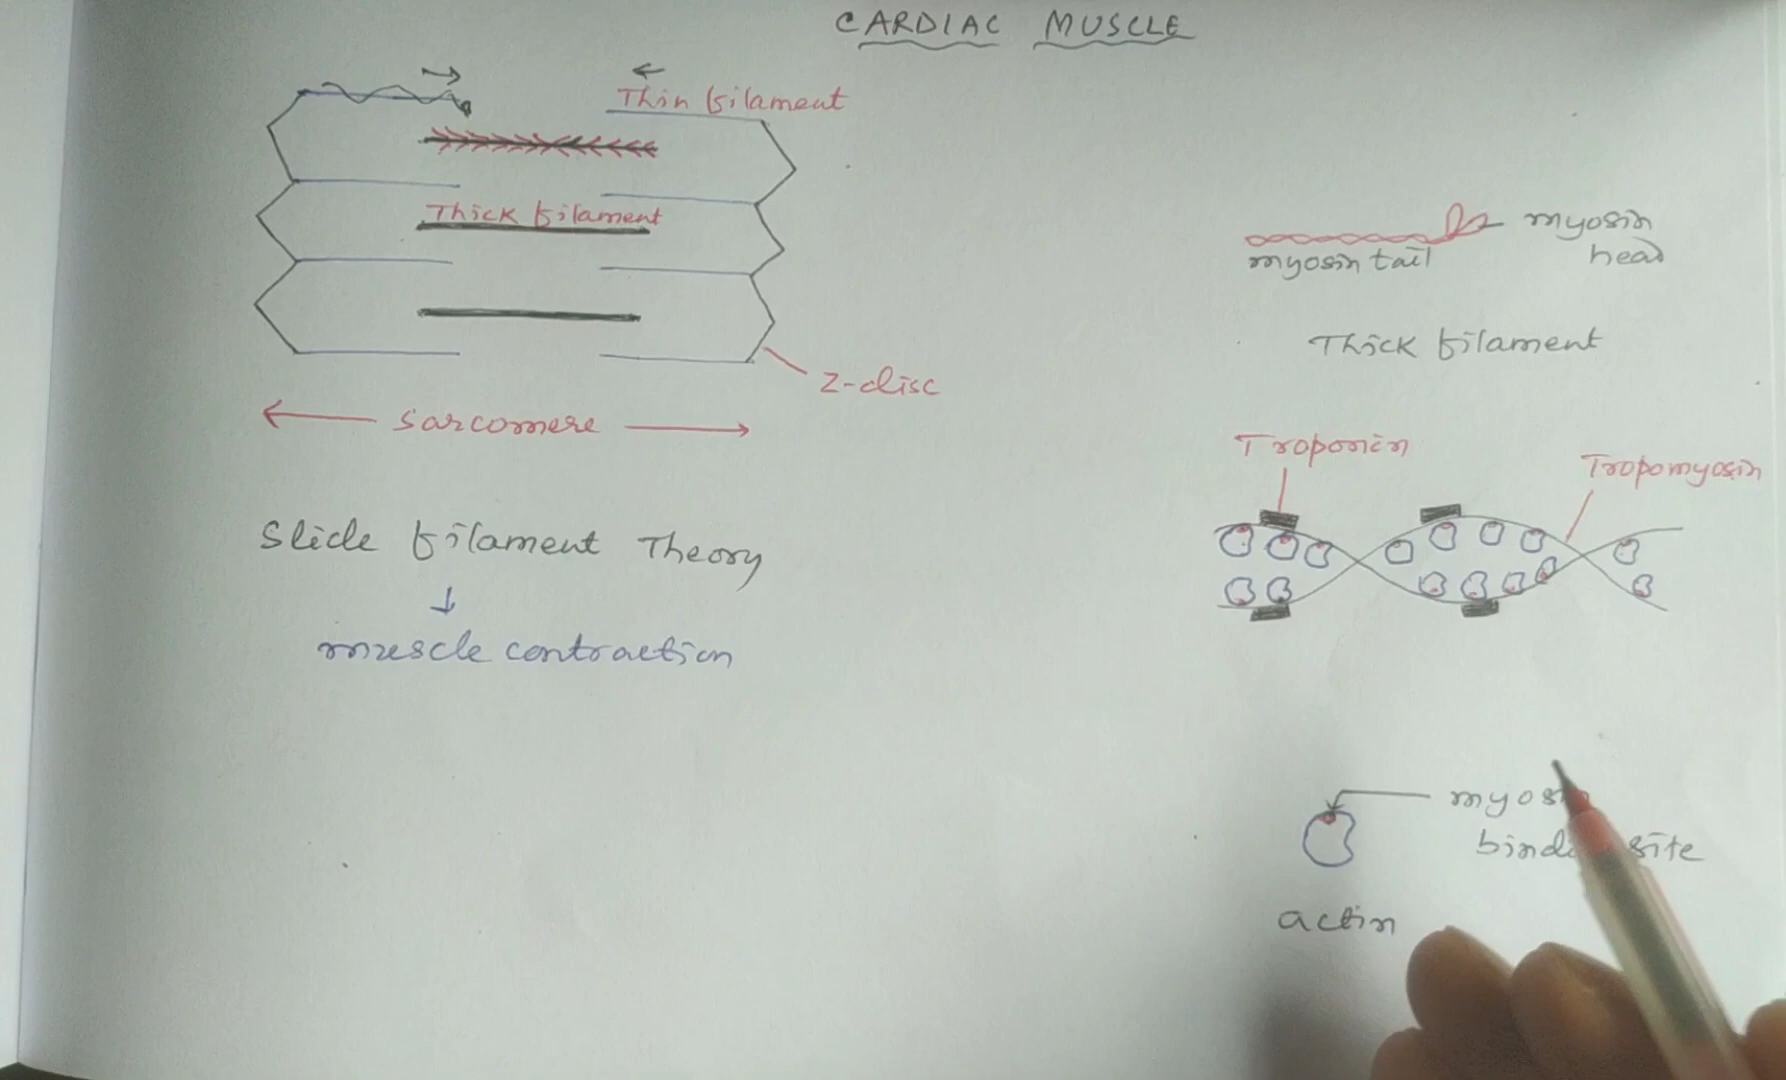 CARDIAC MUSCLE
Thin filament
Thick filament
Z-disc
Sarcomere
Slide filament Theory
muscle contraction
myosin
head
myosin tail
Thick filament
Troponin
Tropomyosin
site
actin